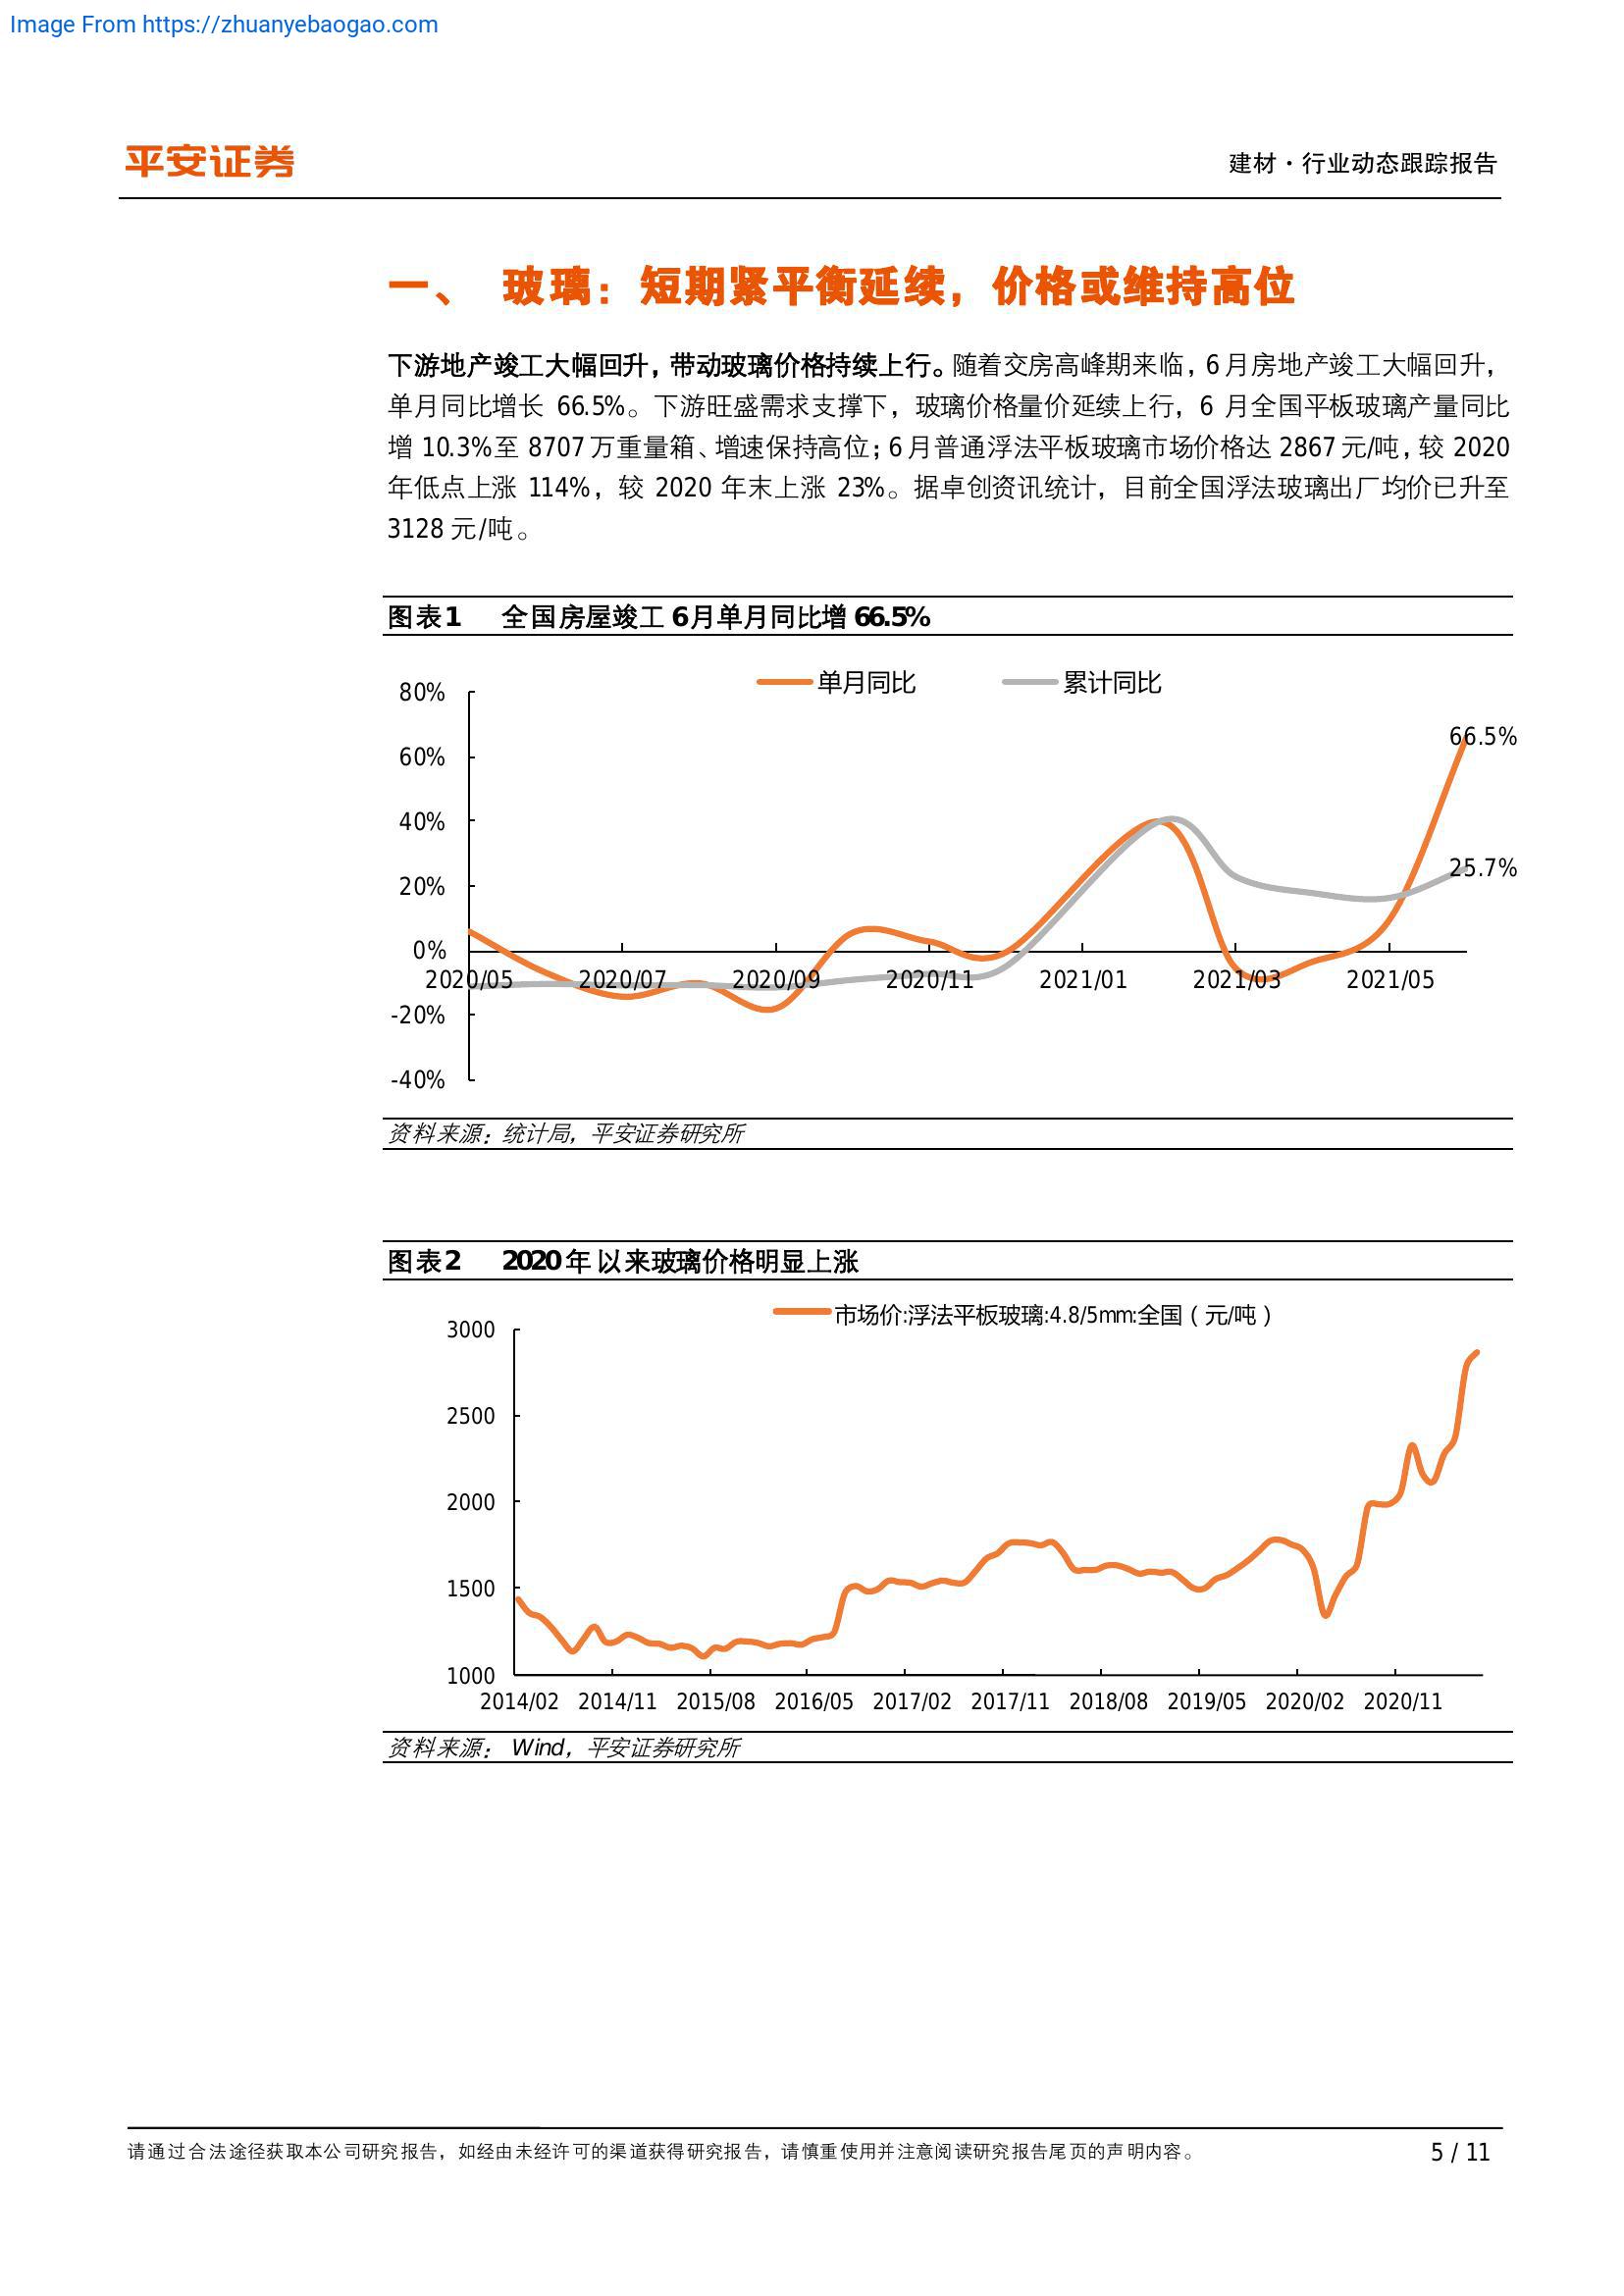 Image From https://zhuanyebaogao.com
平安证券
建材·行业动态跟踪报告
一、 玻璃：短期紧平衡延续，价格或维持高位
下游地产竣工大幅回升，带动玻璃价格持续上行。随着交房高峰期来临，6月房地产竣工大幅回升，
单月同比增长 66.5%。下游旺盛需求支撑下，玻璃价格量价延续上行，6 月全国平板玻璃产量同比
增 10.3%至 8707 万重量箱、增速保持高位；6 月普通浮法平板玻璃市场价格达 2867 元/吨，较 2020
年低点上涨 114%，较 2020 年末上涨 23%。据卓创资讯统计，目前全国浮法玻璃出厂均价已升至
3128 元/吨。
图表1 全国房屋竣工 6月单月同比增 66.5%
单月同比 累计同比
80%
66.5%
60%
40%
25.7%
20%
0%
2020/05 2020/07 2020/09 2020/11 2021/01 2021/03 2021/05
-20%
-40%
资料来源：统计局，平安证券研究所
图表2 2020年以来玻璃价格明显上涨
市场价:浮法平板玻璃:4.8/5mm:全国（元/吨）
3000
2500
2000
1500
1000
2014/02 2014/11 2015/08 2016/05 2017/02 2017/11 2018/08 2019/05 2020/02 2020/11
资料来源： Wind，平安证券研究所
请通过合法途径获取本公司研究报告，如经由未经许可的渠道获得研究报告，请慎重使用并注意阅读研究报告尾页的声明内容。
5 / 11